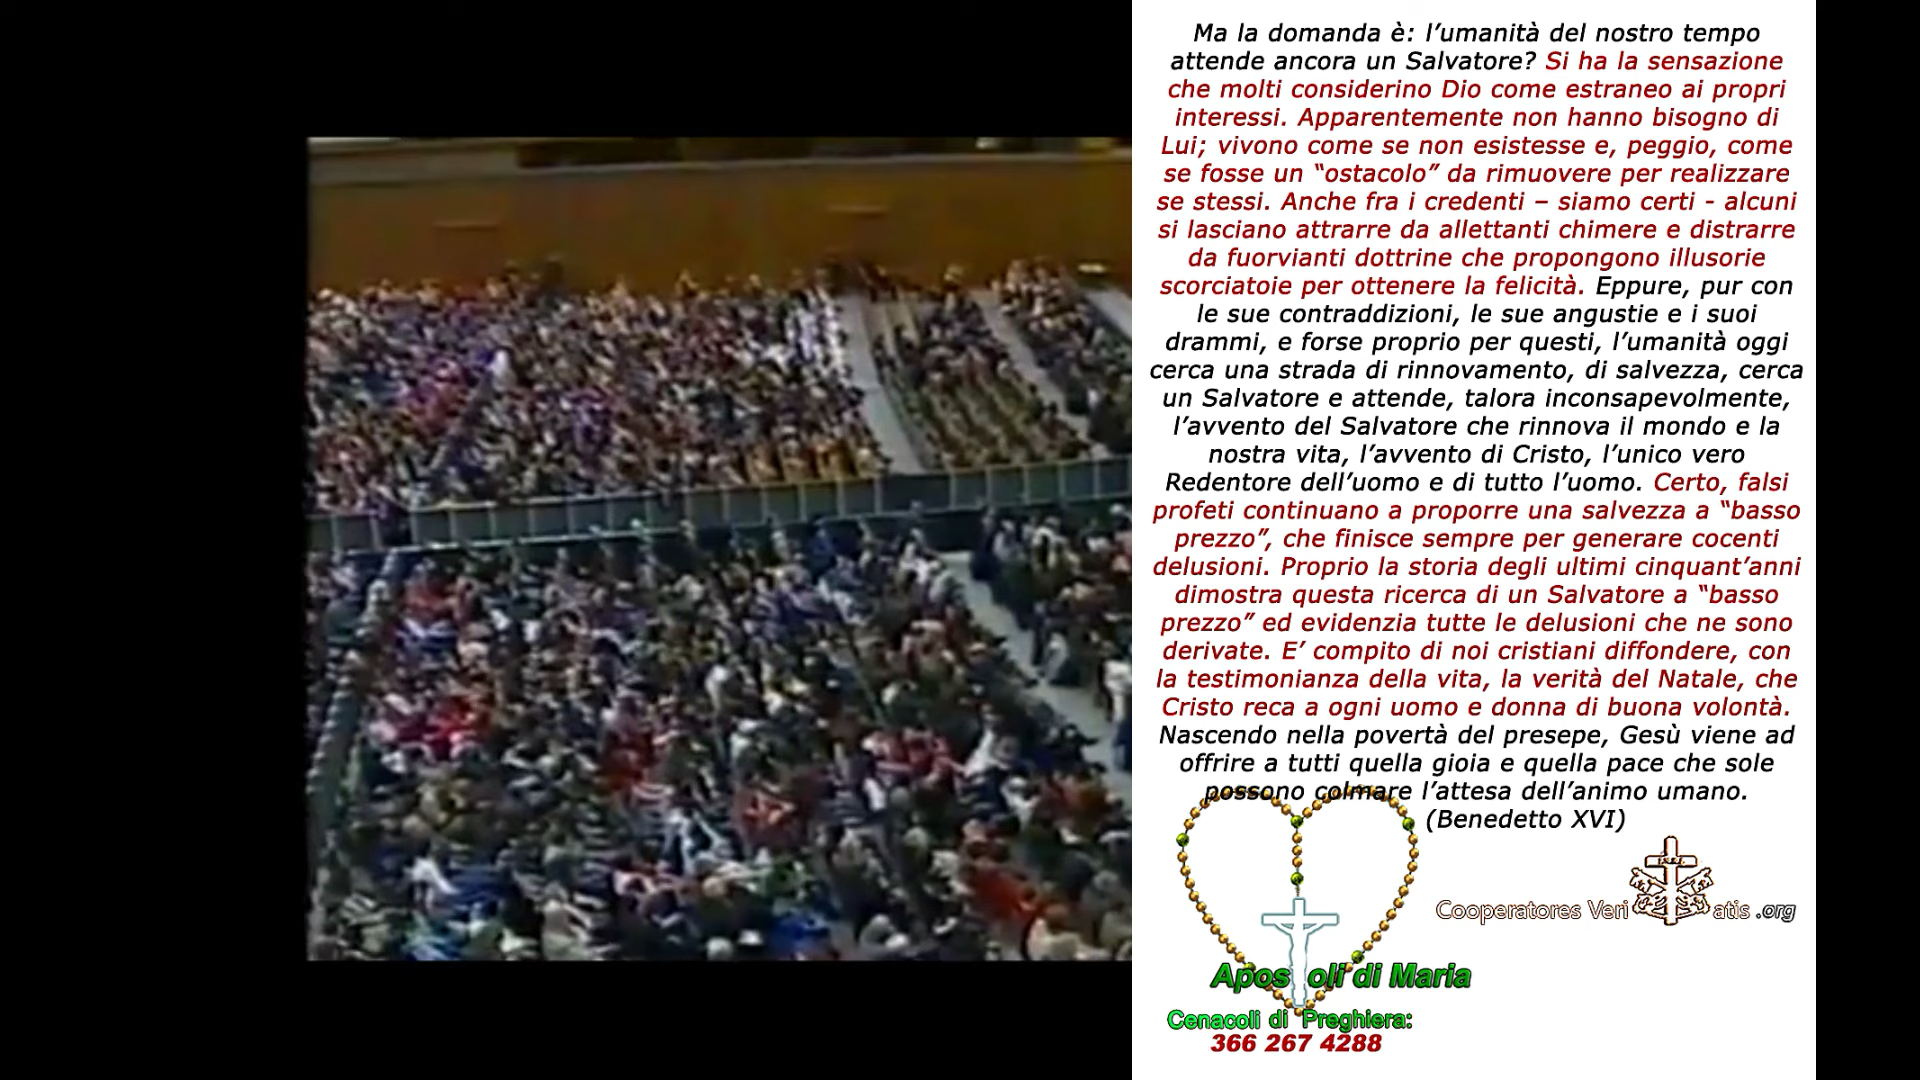 Ma la domanda è: l’umanità del nostro tempo
attende ancora un Salvatore? Si ha la sensazione
che molti considerino Dio come estraneo ai propri
interessi. Apparentemente non hanno bisogno di
Lui; vivono come se non esistesse e, peggio, come
se fosse un “ostacolo” da rimuovere per realizzare
se stessi. Anche fra i credenti – siamo certi - alcuni
si lasciano attrarre da allettanti chimere e distrarre
da fuorvianti dottrine che propongono illusorie
scorciatoie per ottenere la felicità. Eppure, pur con
le sue contraddizioni, le sue angustie e i suoi
drammi, e forse proprio per questi, l’umanità oggi
cerca una strada di rinnovamento, di salvezza, cerca
un Salvatore e attende, talora inconsapevolmente,
l’avvento del Salvatore che rinnova il mondo e la
nostra vita, l’avvento di Cristo, l’unico vero
Redentore dell’uomo e di tutto l’uomo. Certo, falsi
profeti continuano a proporre una salvezza a “basso
prezzo”, che finisce sempre per generare cocenti
delusioni. Proprio la storia degli ultimi cinquant’anni
dimostra questa ricerca di un Salvatore a “basso
prezzo” ed evidenzia tutte le delusioni che ne sono
derivate. E’ compito di noi cristiani diffondere, con
la testimonianza della vita, la verità del Natale, che
Cristo reca a ogni uomo e donna di buona volontà.
Nascendo nella povertà del presepe, Gesù viene ad
offrire a tutti quella gioia e quella pace che sole
possono colmare l’attesa dell’animo umano.
(Benedetto XVI)
Cooperatores Veri atis .org
Apos oli di Maria
Cenacoli di Preghiera:
366 267 4288